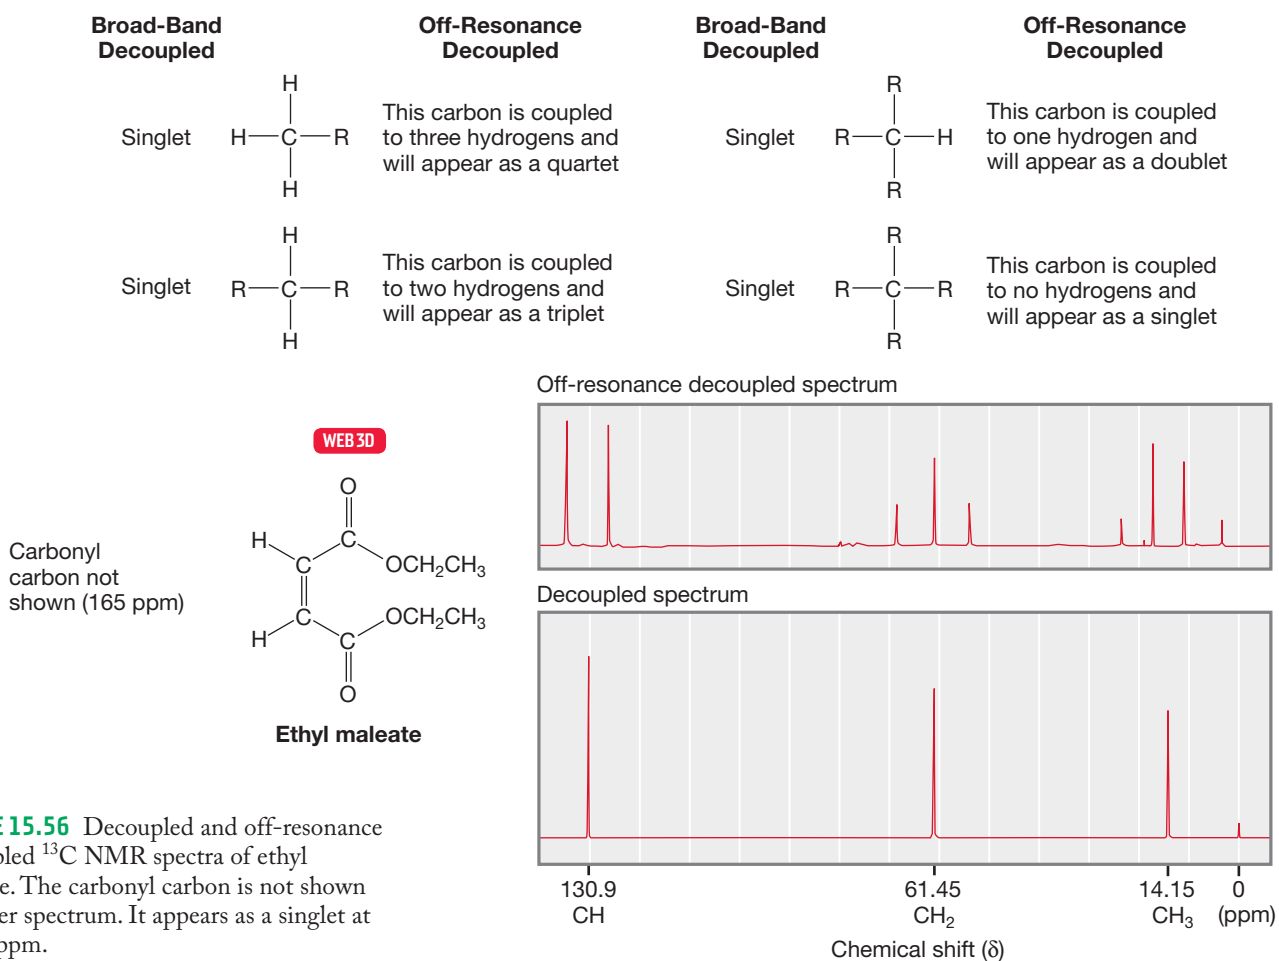 Broad-Band
Decoupled
Off-Resonance
Decoupled
Broad-Band
Decoupled
Off-Resonance
Decoupled
Singlet
H
H—C—R
H
This carbon is coupled
to three hydrogens and
will appear as a quartet
Singlet
R
R—C—H
R
This carbon is coupled
to one hydrogen and
will appear as a doublet
Singlet
H
R—C—R
H
This carbon is coupled
to two hydrogens and
will appear as a triplet
Singlet
R
R—C—R
R
This carbon is coupled
to no hydrogens and
will appear as a singlet
WEB 3D
Carbonyl
carbon not
shown (165 ppm)
O
H
C
C
OCH₂CH₃
C
OCH₂CH₃
H
C
O
Ethyl maleate
Off-resonance decoupled spectrum
Decoupled spectrum
130.9
CH
61.45
CH₂
14.15
CH₃
0
(ppm)
Chemical shift (δ)
15.56 Decoupled and off-resonance
¹³C NMR spectra of ethyl
The carbonyl carbon is not shown
spectrum. It appears as a singlet at
ppm.